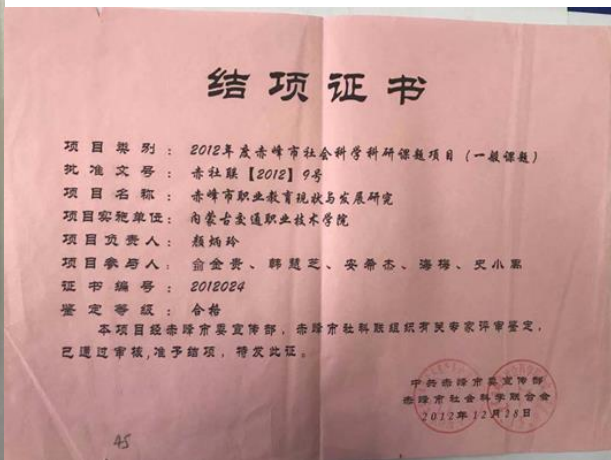 结项证书
项目类别：2012年度赤峰市社会科学科研课题项目（一般课题）
批准文号：赤社联【2012】9号
项目名称：赤峰市职业教育现状与发展研究
项目实施单位：内蒙古交通职业技术学院
项目负责人：颜炳玲
项目参与人：俞金贵、韩慧芝、安希杰、海梅、史小果
证书编号：2012024
鉴定等级：合格
本项目经赤峰市委宣传部，赤峰市社科联组织有关专家评审鉴定，
已通过审核，准予结项，特发此证。
中共赤峰市委宣传部
赤峰市社会科学联合会
2012年12月28日
45